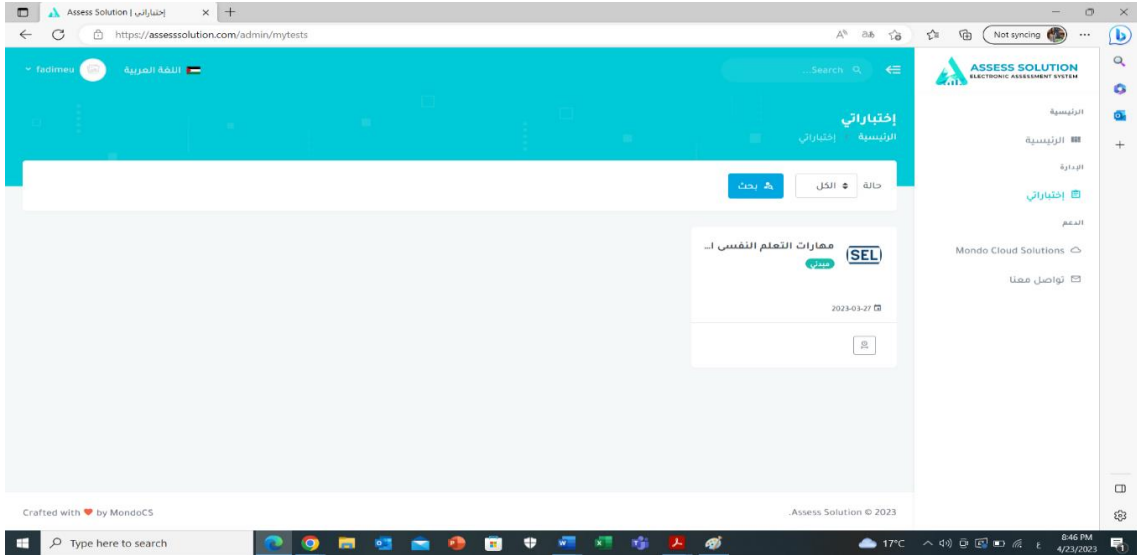 إختباراتي | Assess Solution
https://assesssolution.com/admin/mytests
Not syncing
ASSESS SOLUTION
ELECTRONIC ASSESSMENT SYSTEM
Search...
اللغة العربية
fadimeu
الرئيسية
الرئيسية
الإدارة
إختباراتي
الدعم
Mondo Cloud Solutions
تواصل معنا
إختباراتي
الرئيسية إختباراتي
حالة الكل بحث
(SEL)
مهارات التعلم النفسي ا...
مبدئي
2023-03-27
Crafted with by MondoCS
.Assess Solution © 2023
Type here to search
17°C
ع
8:46 PM
4/23/2023